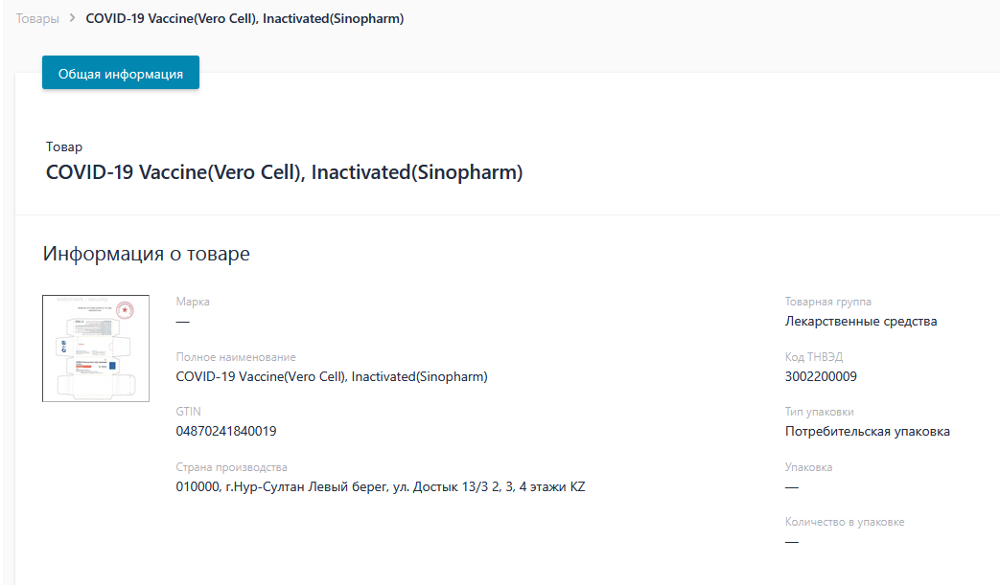 Товары > COVID-19 Vaccine(Vero Cell), Inactivated(Sinopharm)
Общая информация
Товар
COVID-19 Vaccine(Vero Cell), Inactivated(Sinopharm)
Информация о товаре
Марка
—
Полное наименование
COVID-19 Vaccine(Vero Cell), Inactivated(Sinopharm)
GTIN
04870241840019
Страна производства
010000, г.Нур-Султан Левый берег, ул. Достык 13/3 2, 3, 4 этажи KZ
Товарная группа
Лекарственные средства
Код ТНВЭД
3002200009
Тип упаковки
Потребительская упаковка
Упаковка
—
Количество в упаковке
—